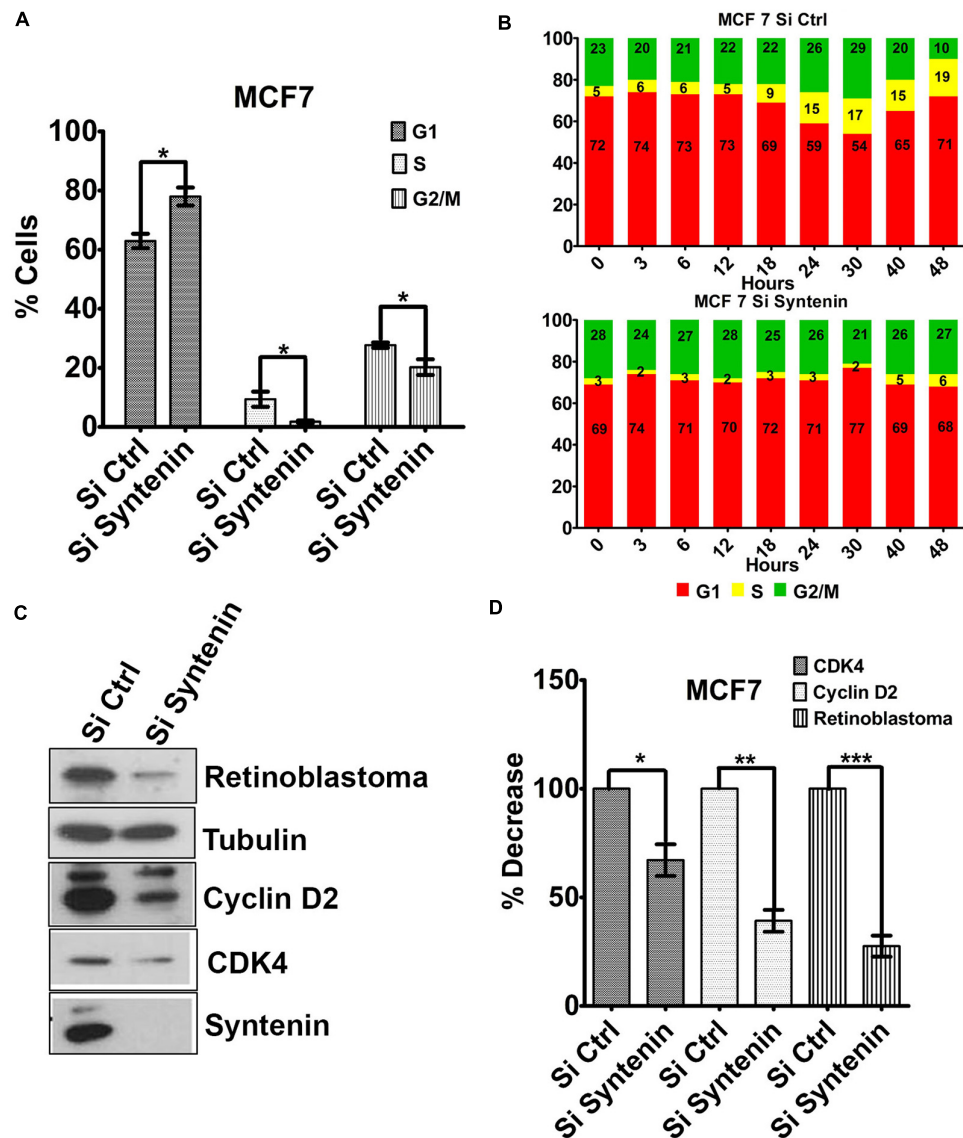 A
MCF7
% Cells
100
80
60
40
20
0
*
*
*
G1
S
G2/M
Si Ctrl
Si Syntenin
Si Ctrl
Si Syntenin
Si Ctrl
Si Syntenin
B
MCF 7 Si Ctrl
100
80
60
40
20
0
23 20 21 22 22 26 29 20 10
5 6 6 5 9 15 17 15 19
72 74 73 73 69 59 54 65 71
0 3 6 12 18 24 30 40 48
Hours
MCF 7 Si Syntenin
100
80
60
40
20
0
28 24 27 28 25 26 21 26 27
3 2 3 2 3 3 2 5 6
69 74 71 70 72 71 77 69 68
0 3 6 12 18 24 30 40 48
Hours
G1 S G2/M
C
Si Ctrl
Si Syntenin
Retinoblastoma
Tubulin
Cyclin D2
CDK4
Syntenin
D
CDK4
Cyclin D2
Retinoblastoma
MCF7
% Decrease
150
100
50
0
*
**
***
Si Ctrl
Si Syntenin
Si Ctrl
Si Syntenin
Si Ctrl
Si Syntenin